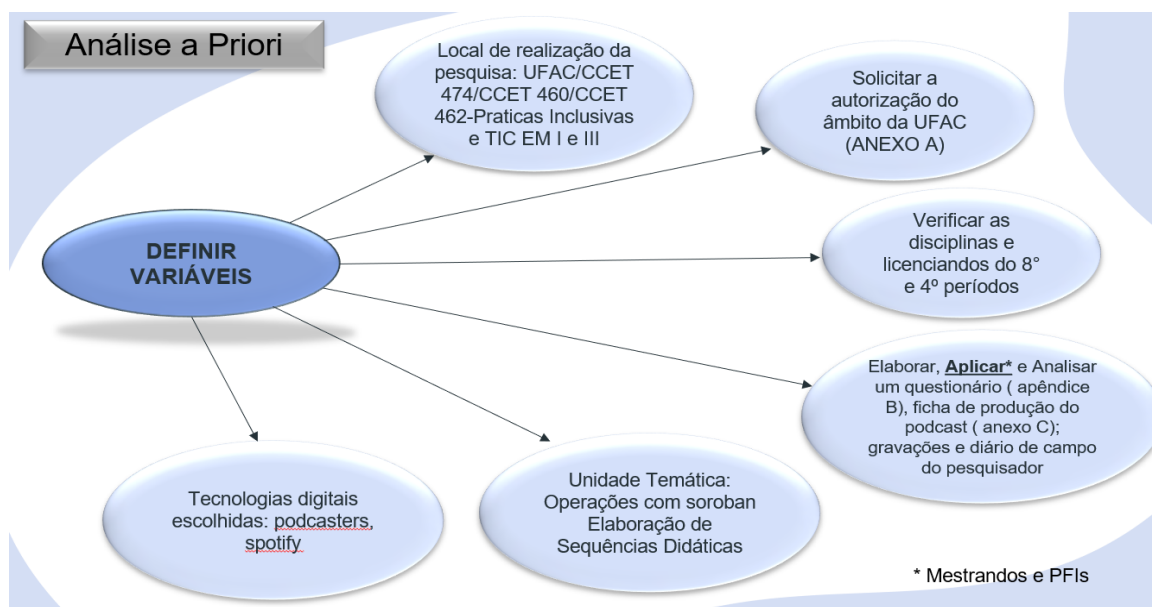 Análise a Priori
Local de realização da
pesquisa: UFAC/CCET
474/CCET 460/CCET
462-Praticas Inclusivas
e TIC EM I e III
Solicitar a
autorização do
âmbito da UFAC
(ANEXO A)
DEFINIR
VARIÁVEIS
Verificar as
disciplinas e
licenciandos do 8°
e 4º períodos
Elaborar, Aplicar* e Analisar
um questionário ( apêndice
B), ficha de produção do
podcast ( anexo C);
gravações e diário de campo
do pesquisador
Unidade Temática:
Operações com soroban
Elaboração de
Sequências Didáticas
Tecnologias digitais
escolhidas: podcasters,
spotify
* Mestrandos e PFIs